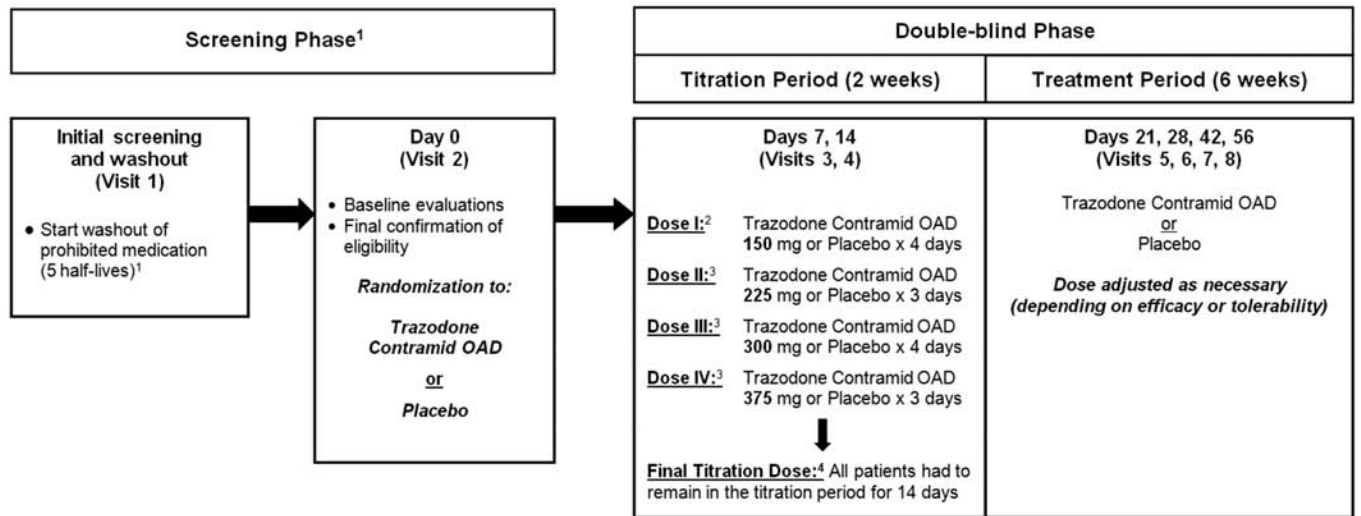 Screening Phase¹
Double-blind Phase
Titration Period (2 weeks)
Treatment Period (6 weeks)
Initial screening
and washout
(Visit 1)
● Start washout of
prohibited medication
(5 half-lives)¹
Day 0
(Visit 2)
• Baseline evaluations
• Final confirmation of
eligibility
Randomization to:
Trazodone
Contramid OAD
or
Placebo
Days 7, 14
(Visits 3, 4)
Dose I:² Trazodone Contramid OAD
150 mg or Placebo x 4 days
Dose II:³ Trazodone Contramid OAD
225 mg or Placebo x 3 days
Dose III:³ Trazodone Contramid OAD
300 mg or Placebo x 4 days
Dose IV:³ Trazodone Contramid OAD
375 mg or Placebo x 3 days
Final Titration Dose:⁴ All patients had to
remain in the titration period for 14 days
Days 21, 28, 42, 56
(Visits 5, 6, 7, 8)
Trazodone Contramid OAD
or
Placebo
Dose adjusted as necessary
(depending on efficacy or tolerability)